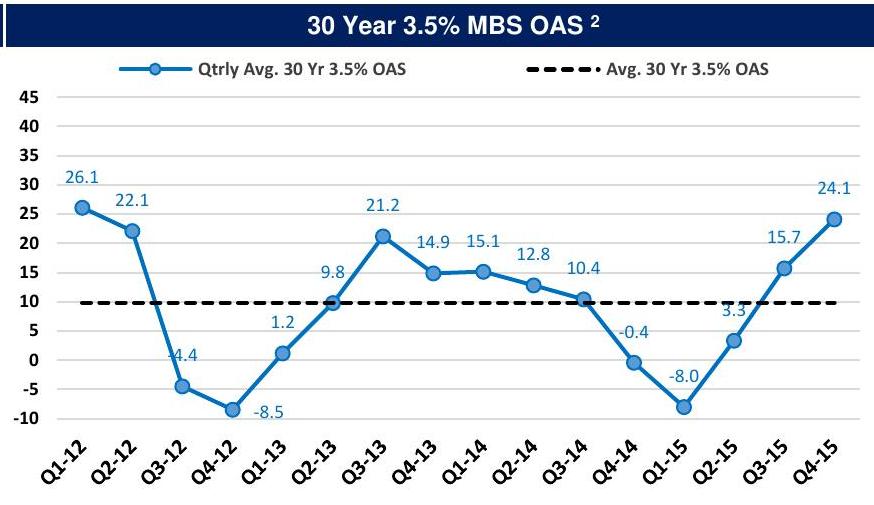 30 Year 3.5% MBS OAS 2
Qtrly Avg. 30 Yr 3.5% OAS Avg. 30 Yr 3.5% OAS
45
40
35
30
25
20
15
10
5
0
-5
-10
26.1
22.1
-4.4
-8.5
1.2
9.8
21.2
14.9
15.1
12.8
10.4
-0.4
-8.0
3.3
15.7
24.1
Q1-12
Q2-12
Q3-12
Q4-12
Q1-13
Q2-13
Q3-13
Q4-13
Q1-14
Q2-14
Q3-14
Q4-14
Q1-15
Q2-15
Q3-15
Q4-15